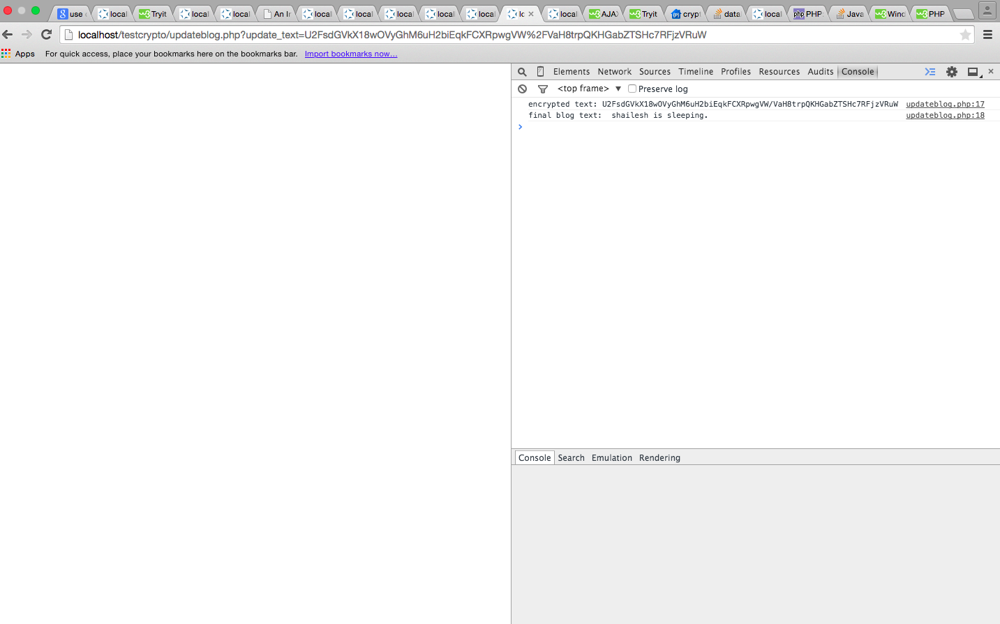 use local Tryit local local An Ir local local local local local lo local AJA Tryit crypt data local php PHP: Java Wind PHP
localhost/testcrypto/updateblog.php?update_text=U2FsdGVkX18wOVyGhM6uH2biEqkFCXRpwgVW%2FVaH8trpQKHGabZTSHc7RFjzVRuW
Apps For quick access, place your bookmarks here on the bookmarks bar. Import bookmarks now…
Elements Network Sources Timeline Profiles Resources Audits Console
<top frame> Preserve log
encrypted text: U2FsdGVkX18wOVyGhM6uH2biEqkFCXRpwgVW/VaH8trpQKHGabZTSHc7RFjzVRuW updateblog.php:17
final blog text:  shailesh is sleeping. updateblog.php:18
Console Search Emulation Rendering